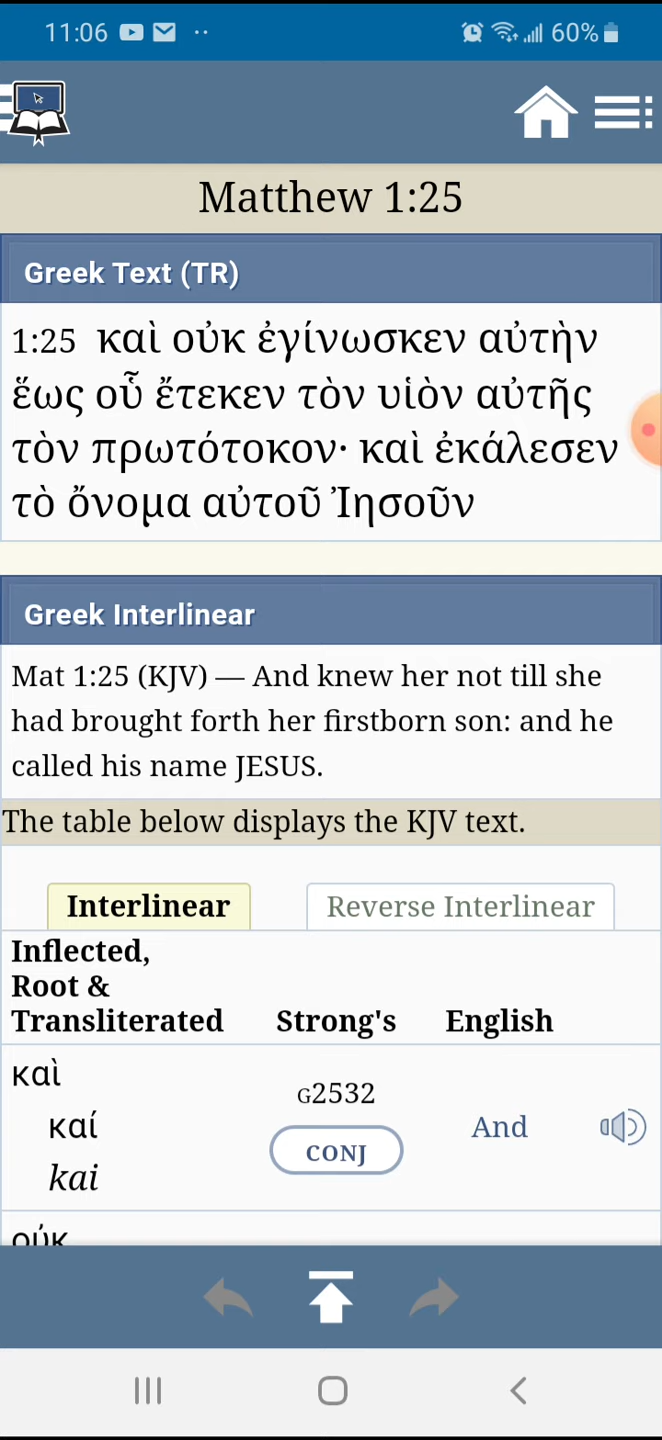 11:06 60%
Matthew 1:25
Greek Text (TR)
1:25 καὶ οὐκ ἐγίνωσκεν αὐτὴν
ἕως οὗ ἔτεκεν τὸν υἱὸν αὐτῆς
τὸν πρωτότοκον· καὶ ἐκάλεσεν
τὸ ὄνομα αὐτοῦ Ἰησοῦν
Greek Interlinear
Mat 1:25 (KJV) — And knew her not till she
had brought forth her firstborn son: and he
called his name JESUS.
The table below displays the KJV text.
Interlinear Reverse Interlinear
Inflected,
Root &
Transliterated Strong's English
καὶ
καί
kai
G2532
CONJ
And
οὐκ